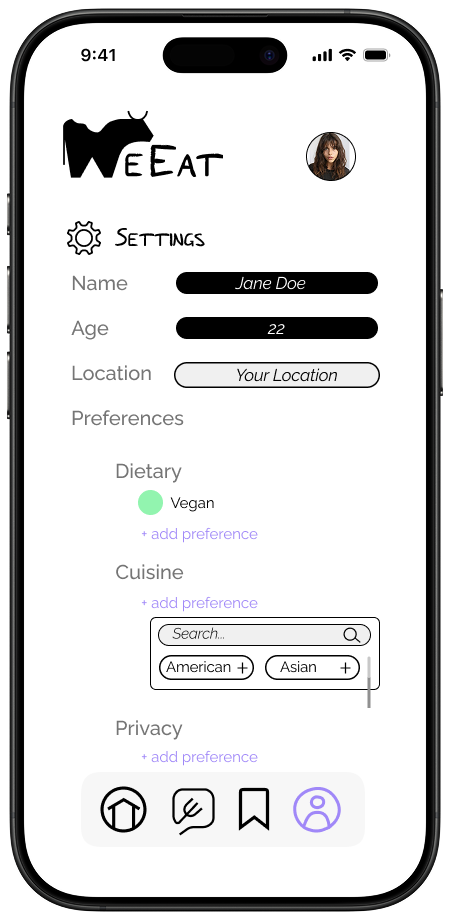 9:41
WeEat
Settings
Name Jane Doe
Age 22
Location Your Location
Preferences
Dietary
Vegan
+ add preference
Cuisine
+ add preference
Search...
American + Asian +
Privacy
+ add preference